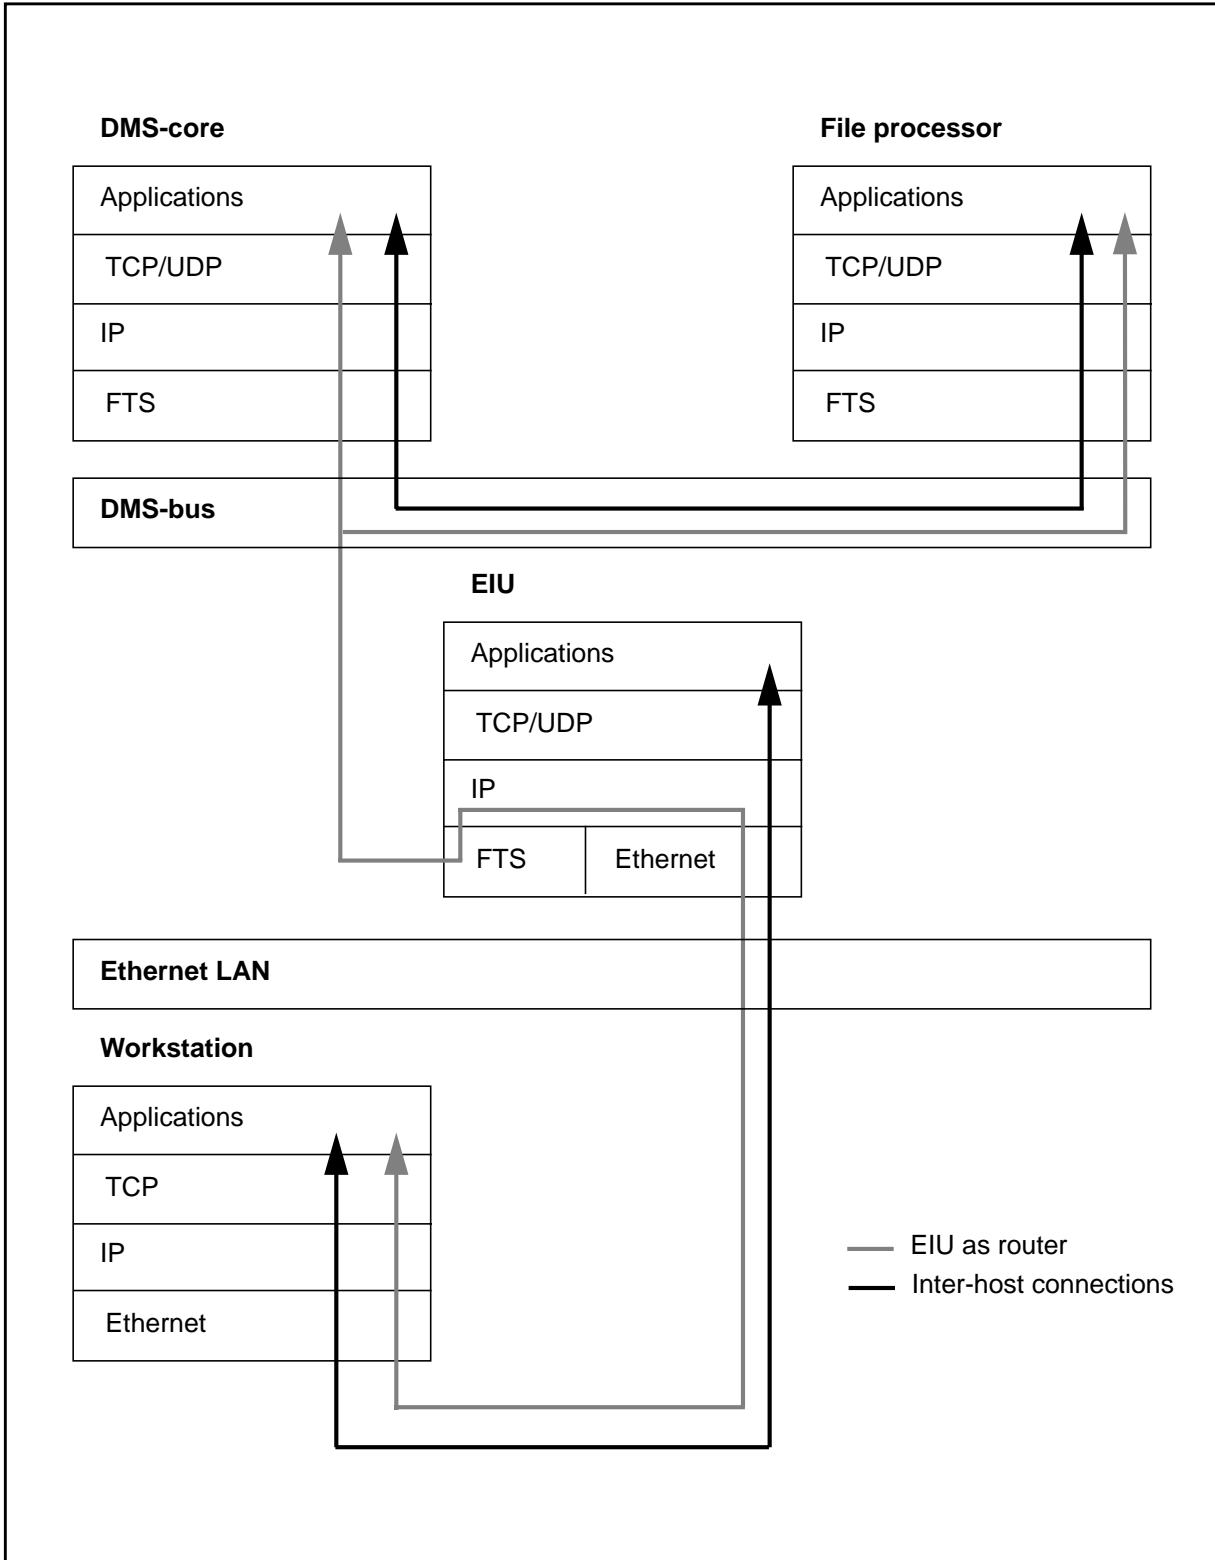 DMS-core
File processor
Applications
TCP/UDP
IP
FTS
Applications
TCP/UDP
IP
FTS
DMS-bus
EIU
Applications
TCP/UDP
IP
FTS
Ethernet
Ethernet LAN
Workstation
Applications
TCP
IP
Ethernet
EIU as router
Inter-host connections